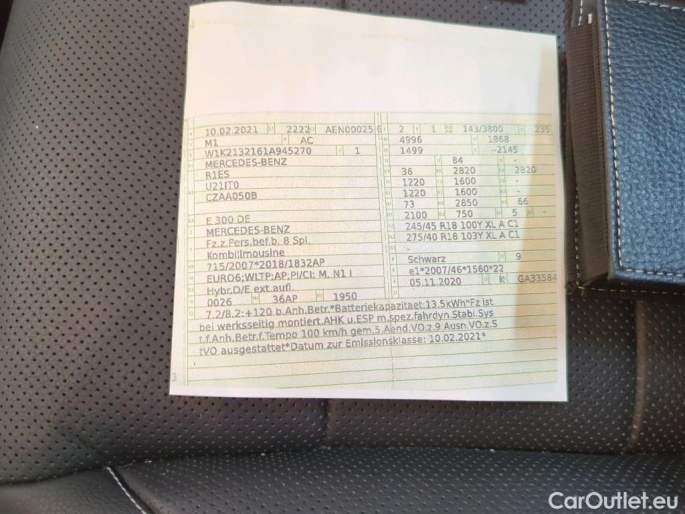 10.02.2021 2222 AEN00025 6 2 1 143/3800 235
M1 AC 4996 1868
W1K2132161A945270 1 1499 -2145
MERCEDES-BENZ 84 -
R1ES 36 2820 2820
U21IT0 1220 1600 -
CZAA050B 1220 1600 -
73 2850 66
E 300 DE 2100 750 5 -
MERCEDES-BENZ 245/45 R18 100Y XL A C1
Fz.z.Pers.bef.b. 8 Spl. 275/40 R18 103Y XL A C1
Kombilimousine -
715/2007*2018/1832AP Schwarz 9
EURO6;WLTP;AP;PI/CI: M, N1 I e1*2007/46*1560*22
Hybr.D/E ext.aufl 05.11.2020 GA33584
0026 36AP 1950
7.2/8.2:+120 b.Anh.Betr.*Batteriekapazitaet:13.5kWh*Fz ist
bei werksseitig montiert.AHK u.ESP m.spez.fahrdyn.Stabi.Sys
t.f.Anh.Betr.f.Tempo 100 km/h gem.5.Aend.VO.z.9 Ausn.VO.z.S
tVO ausgestattet*Datum zur Emissionsklasse: 10.02.2021*
CarOutlet.eu